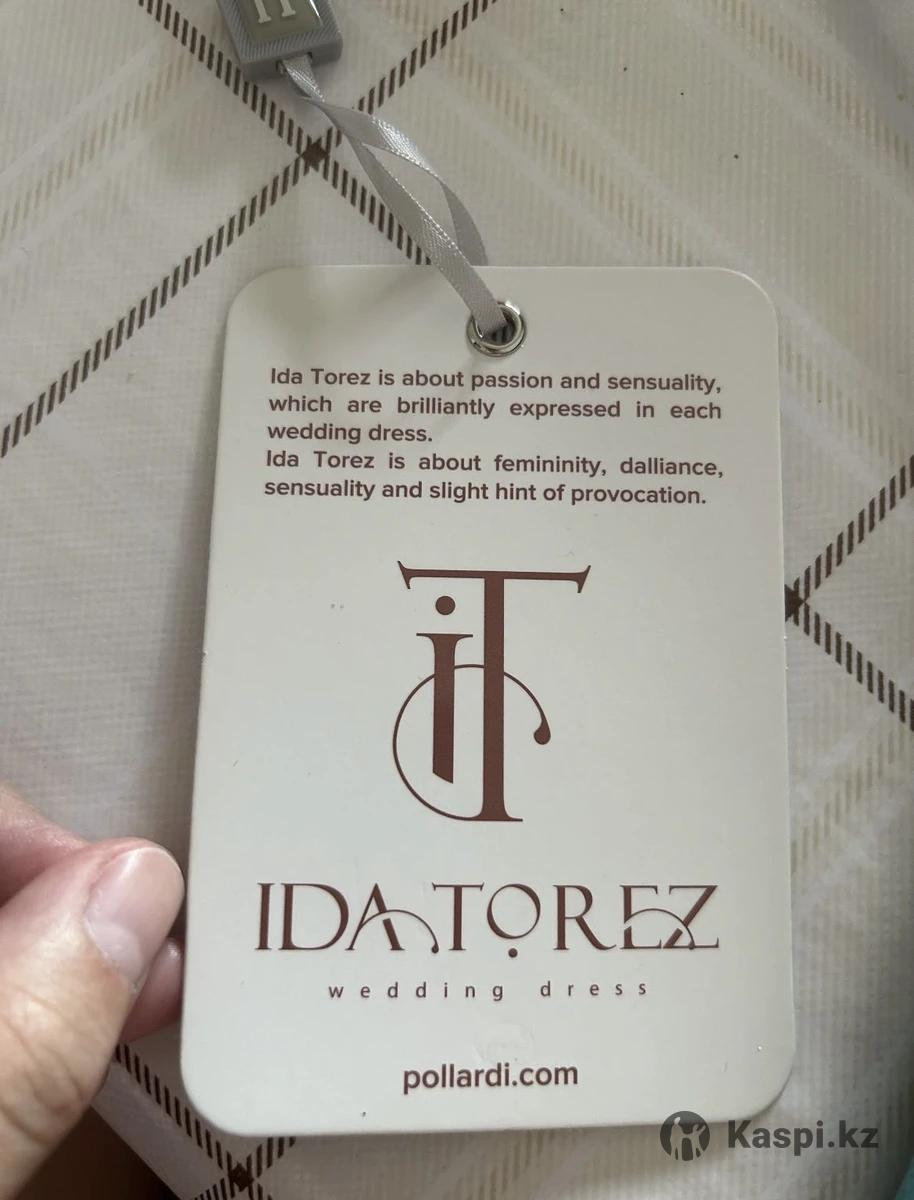 Ida Torez is about passion and sensuality,
which are brilliantly expressed in each
wedding dress.
Ida Torez is about femininity, dalliance,
sensuality and slight hint of provocation.
iT
IDA TOREZ
wedding dress
pollardi.com
Kaspi.kz